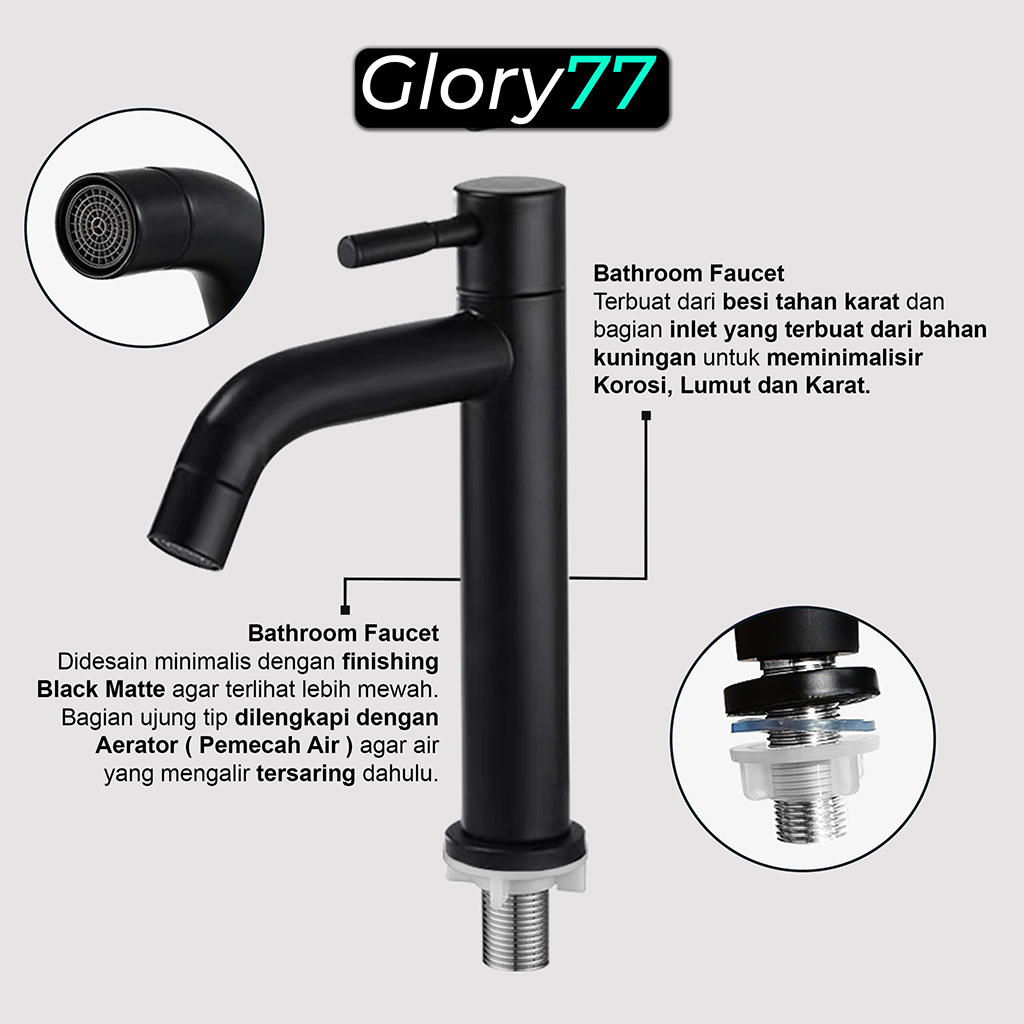 Glory77
Bathroom Faucet
Terbuat dari besi tahan karat dan
bagian inlet yang terbuat dari bahan
kuningan untuk meminimalisir
Korosi, Lumut dan Karat.
Bathroom Faucet
Didesain minimalis dengan finishing
Black Matte agar terlihat lebih mewah.
Bagian ujung tip dilengkapi dengan
Aerator ( Pemecah Air ) agar air
yang mengalir tersaring dahulu.